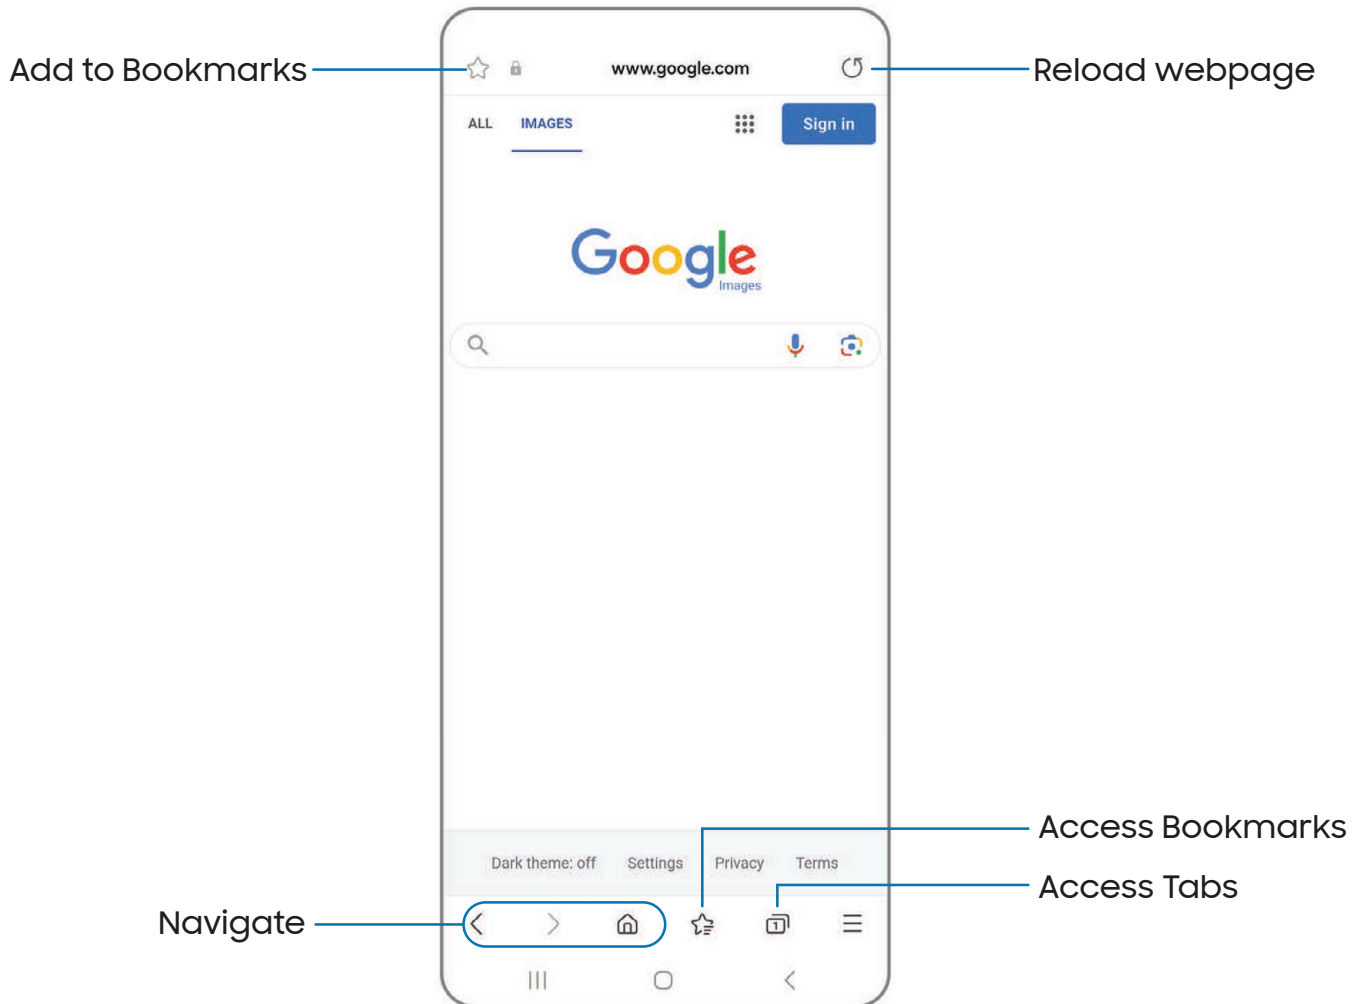 Add to Bookmarks
www.google.com
Reload webpage
ALL IMAGES
Sign in
Google
Images
Access Bookmarks
Dark theme: off Settings Privacy Terms
Access Tabs
Navigate
1